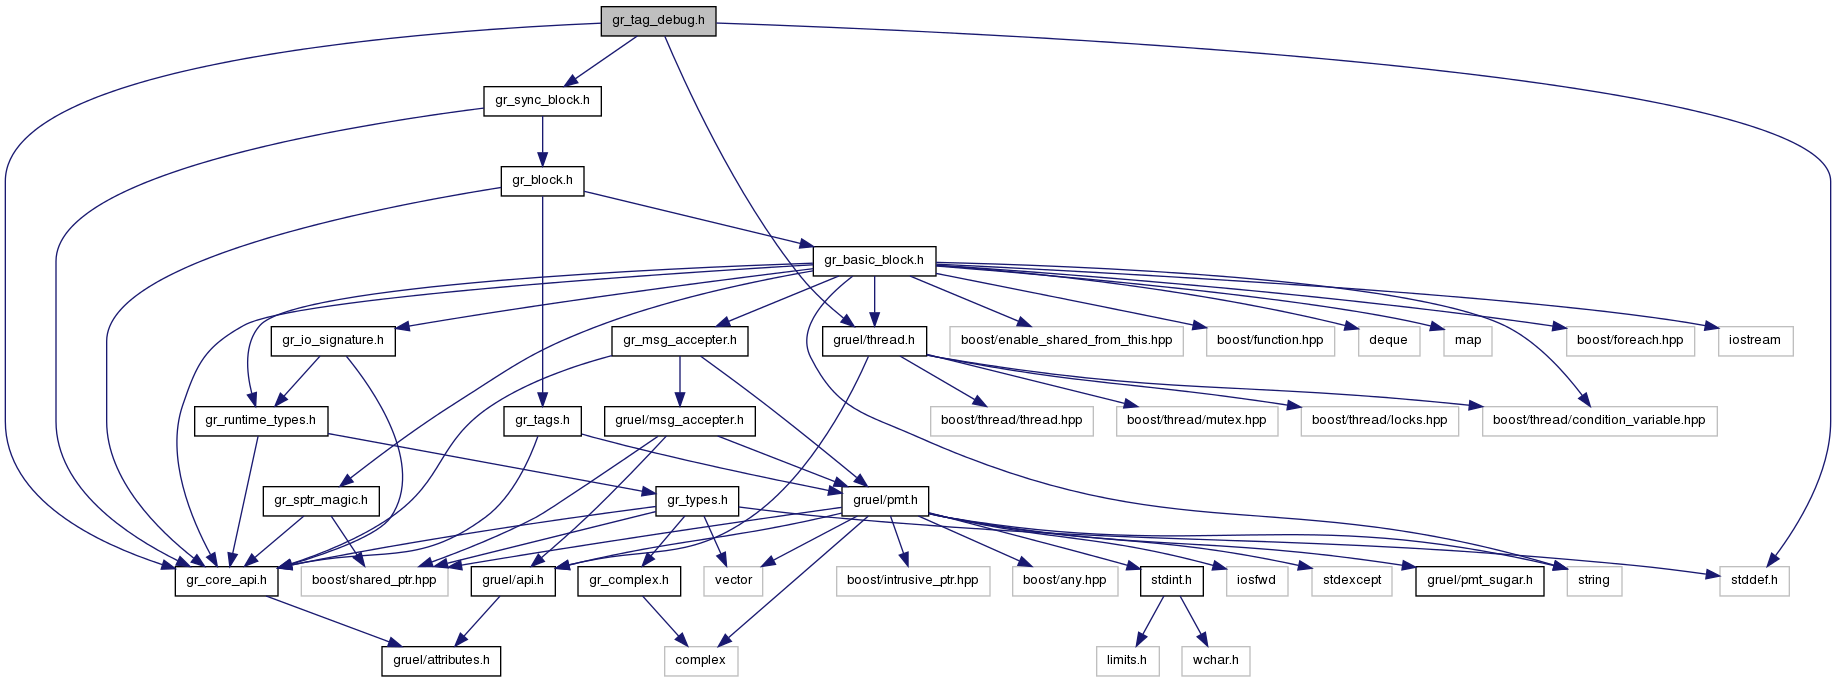 gr_tag_debug.h
gr_sync_block.h
gr_block.h
gr_basic_block.h
gr_io_signature.h
gr_msg_accepter.h
gruel/thread.h
boost/enable_shared_from_this.hpp
boost/function.hpp
deque
map
boost/foreach.hpp
iostream
gr_runtime_types.h
gr_tags.h
gruel/msg_accepter.h
boost/thread/thread.hpp
boost/thread/mutex.hpp
boost/thread/locks.hpp
boost/thread/condition_variable.hpp
gr_sptr_magic.h
gr_types.h
gruel/pmt.h
gr_core_api.h
boost/shared_ptr.hpp
gruel/api.h
gr_complex.h
vector
boost/intrusive_ptr.hpp
boost/any.hpp
stdint.h
iosfwd
stdexcept
gruel/pmt_sugar.h
string
stddef.h
gruel/attributes.h
complex
limits.h
wchar.h